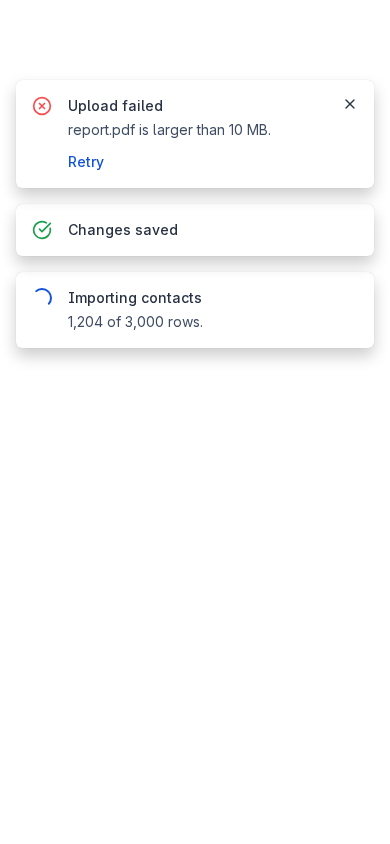 Upload failed
report.pdf is larger than 10 MB.
Retry
Changes saved
Importing contacts
1,204 of 3,000 rows.